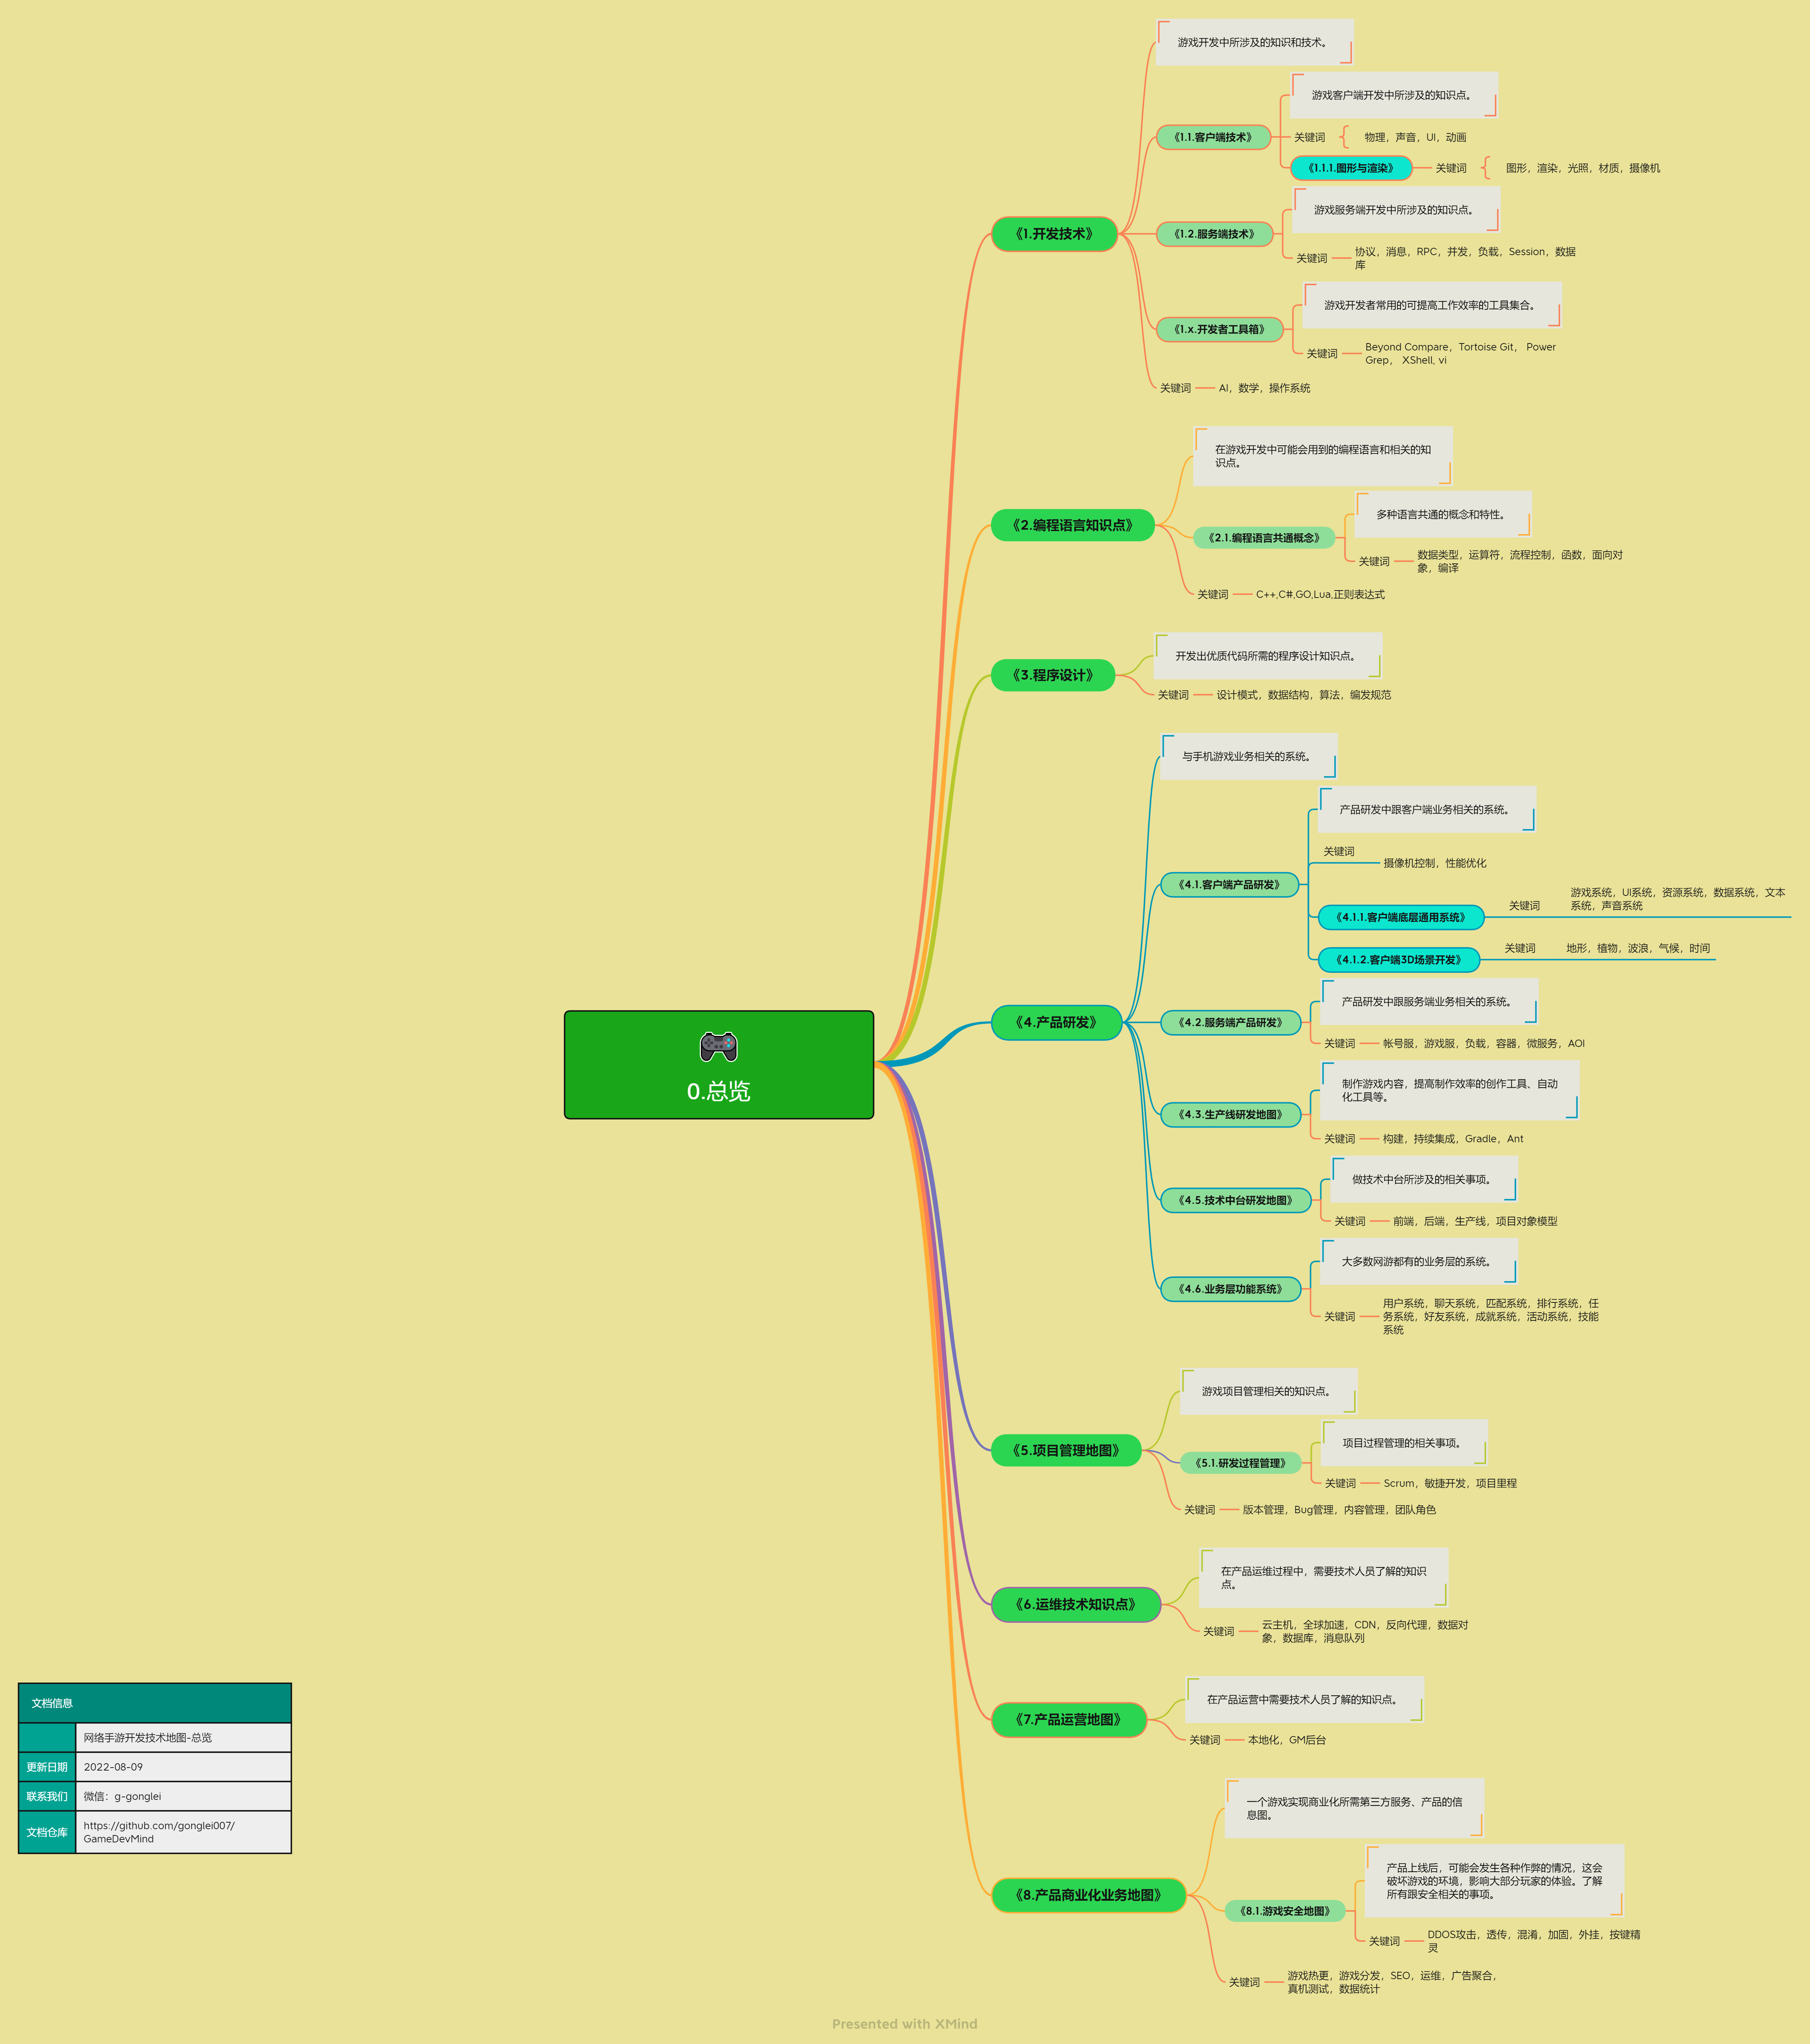 0.总览
《1.开发技术》
游戏开发中所涉及的知识和技术。
《1.1.客户端技术》
游戏客户端开发中所涉及的知识点。
关键词
物理，声音，UI，动画
《1.1.1.图形与渲染》
关键词
图形，渲染，光照，材质，摄像机
《1.2.服务端技术》
游戏服务端开发中所涉及的知识点。
关键词
协议，消息，RPC，并发，负载，Session，数据
库
《1.x.开发者工具箱》
游戏开发者常用的可提高工作效率的工具集合。
关键词
Beyond Compare，Tortoise Git， Power
Grep， XShell, vi
关键词
AI，数学，操作系统
《2.编程语言知识点》
在游戏开发中可能会用到的编程语言和相关的知
识点。
《2.1.编程语言共通概念》
多种语言共通的概念和特性。
关键词
数据类型，运算符，流程控制，函数，面向对
象，编译
关键词
C++,C#,GO,Lua,正则表达式
《3.程序设计》
开发出优质代码所需的程序设计知识点。
关键词
设计模式，数据结构，算法，编发规范
《4.产品研发》
与手机游戏业务相关的系统。
《4.1.客户端产品研发》
产品研发中跟客户端业务相关的系统。
关键词
摄像机控制，性能优化
《4.1.1.客户端底层通用系统》
关键词
游戏系统，UI系统，资源系统，数据系统，文本
系统，声音系统
《4.1.2.客户端3D场景开发》
关键词
地形，植物，波浪，气候，时间
《4.2.服务端产品研发》
产品研发中跟服务端业务相关的系统。
关键词
帐号服，游戏服，负载，容器，微服务，AOI
《4.3.生产线研发地图》
制作游戏内容，提高制作效率的创作工具、自动
化工具等。
关键词
构建，持续集成，Gradle，Ant
《4.5.技术中台研发地图》
做技术中台所涉及的相关事项。
关键词
前端，后端，生产线，项目对象模型
《4.6.业务层功能系统》
大多数网游都有的业务层的系统。
关键词
用户系统，聊天系统，匹配系统，排行系统，任
务系统，好友系统，成就系统，活动系统，技能
系统
《5.项目管理地图》
游戏项目管理相关的知识点。
《5.1.研发过程管理》
项目过程管理的相关事项。
关键词
Scrum，敏捷开发，项目里程
关键词
版本管理，Bug管理，内容管理，团队角色
《6.运维技术知识点》
在产品运维过程中，需要技术人员了解的知识
点。
关键词
云主机，全球加速，CDN，反向代理，数据对
象，数据库，消息队列
《7.产品运营地图》
在产品运营中需要技术人员了解的知识点。
关键词
本地化，GM后台
《8.产品商业化业务地图》
一个游戏实现商业化所需第三方服务、产品的信
息图。
《8.1.游戏安全地图》
产品上线后，可能会发生各种作弊的情况，这会
破坏游戏的环境，影响大部分玩家的体验。了解
所有跟安全相关的事项。
关键词
DDOS攻击，透传，混淆，加固，外挂，按键精
灵
关键词
游戏热更，游戏分发，SEO，运维，广告聚合，
真机测试，数据统计
文档信息
网络手游开发技术地图-总览
更新日期
2022-08-09
联系我们
微信：g-gonglei
文档仓库
https://github.com/gonglei007/
GameDevMind
Presented with XMind